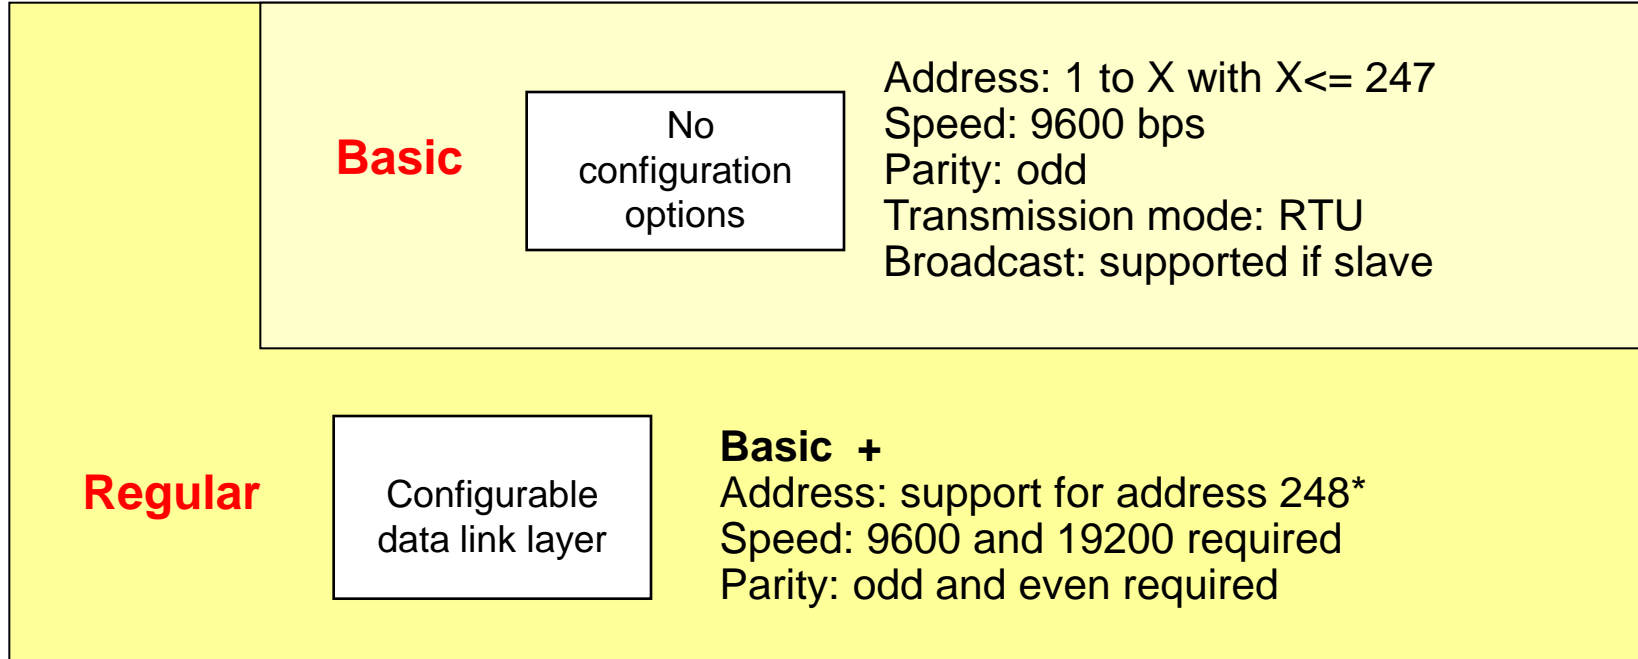 Basic
No
configuration
options
Address: 1 to X with X<= 247
Speed: 9600 bps
Parity: odd
Transmission mode: RTU
Broadcast: supported if slave
Regular
Configurable
data link layer
Basic +
Address: support for address 248*
Speed: 9600 and 19200 required
Parity: odd and even required